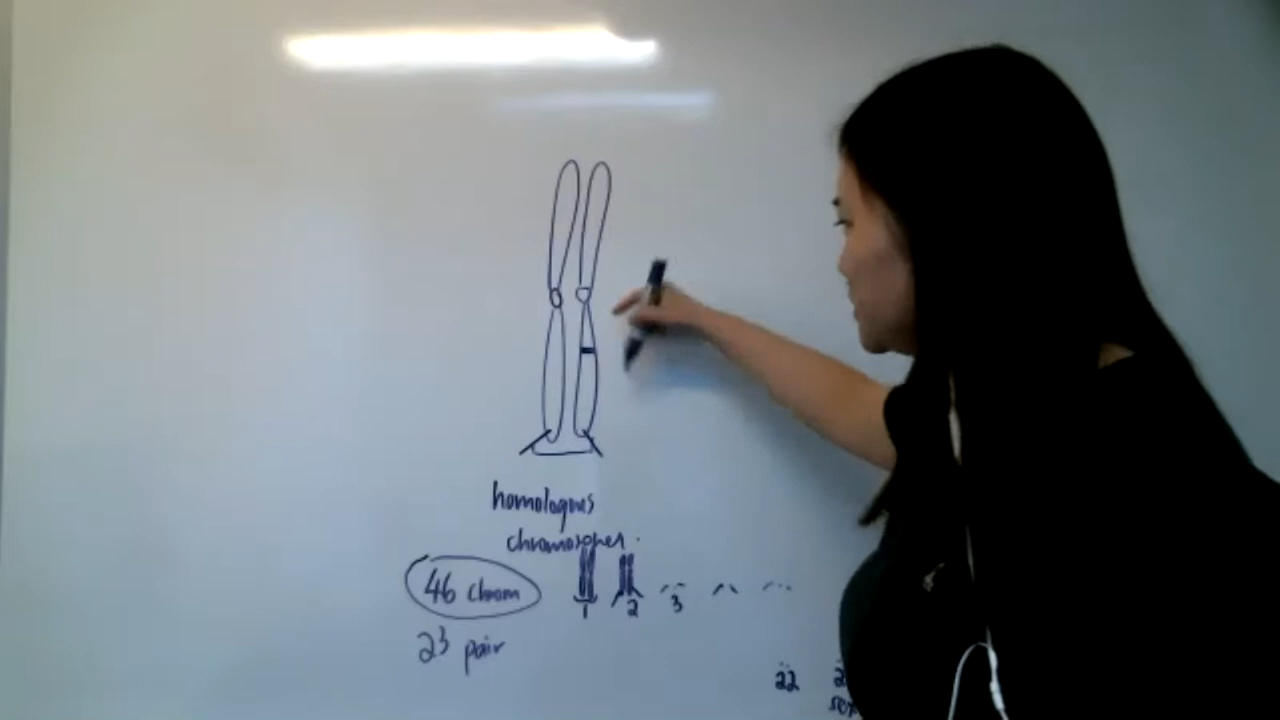 homologous
chromosomes.
46 chrom
1 2 3
23 pair
22